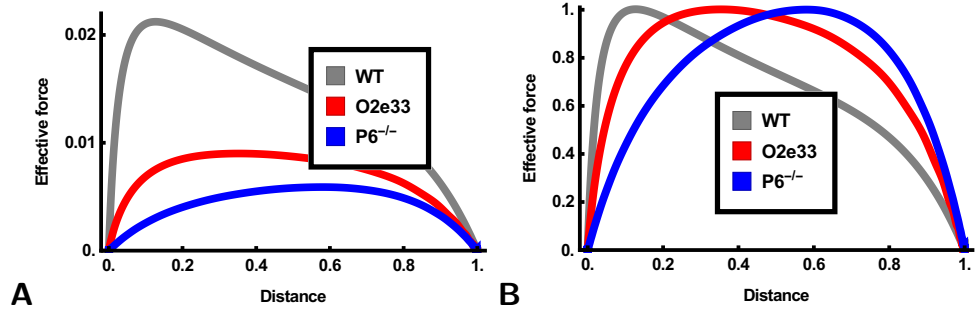 Effective force
0.02
0.01
0.
WT
O2e33
P6−/−
0. 0.2 0.4 0.6 0.8 1.
Distance
A
Effective force
1.
0.8
0.6
0.4
0.2
0.
WT
O2e33
P6−/−
0. 0.2 0.4 0.6 0.8 1.
Distance
B